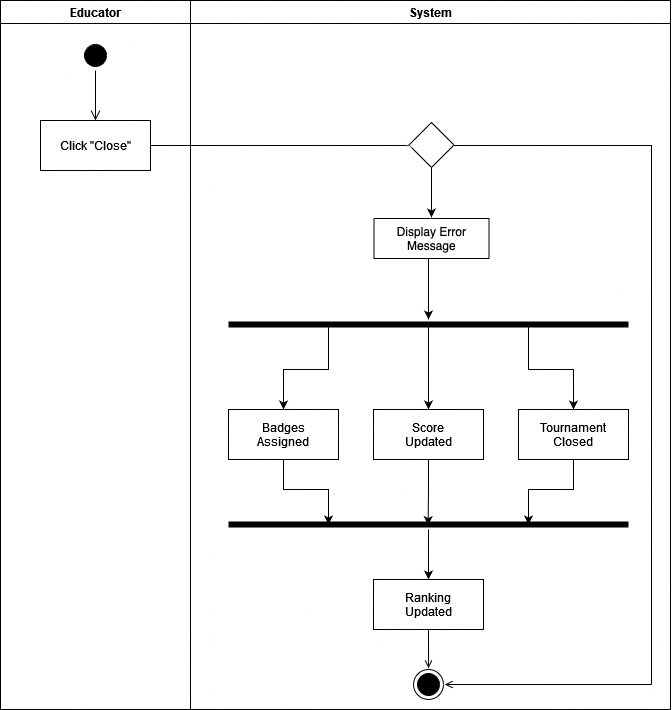 Educator
System
Click "Close"
Display Error
Message
Badges
Assigned
Score
Updated
Tournament
Closed
Ranking
Updated